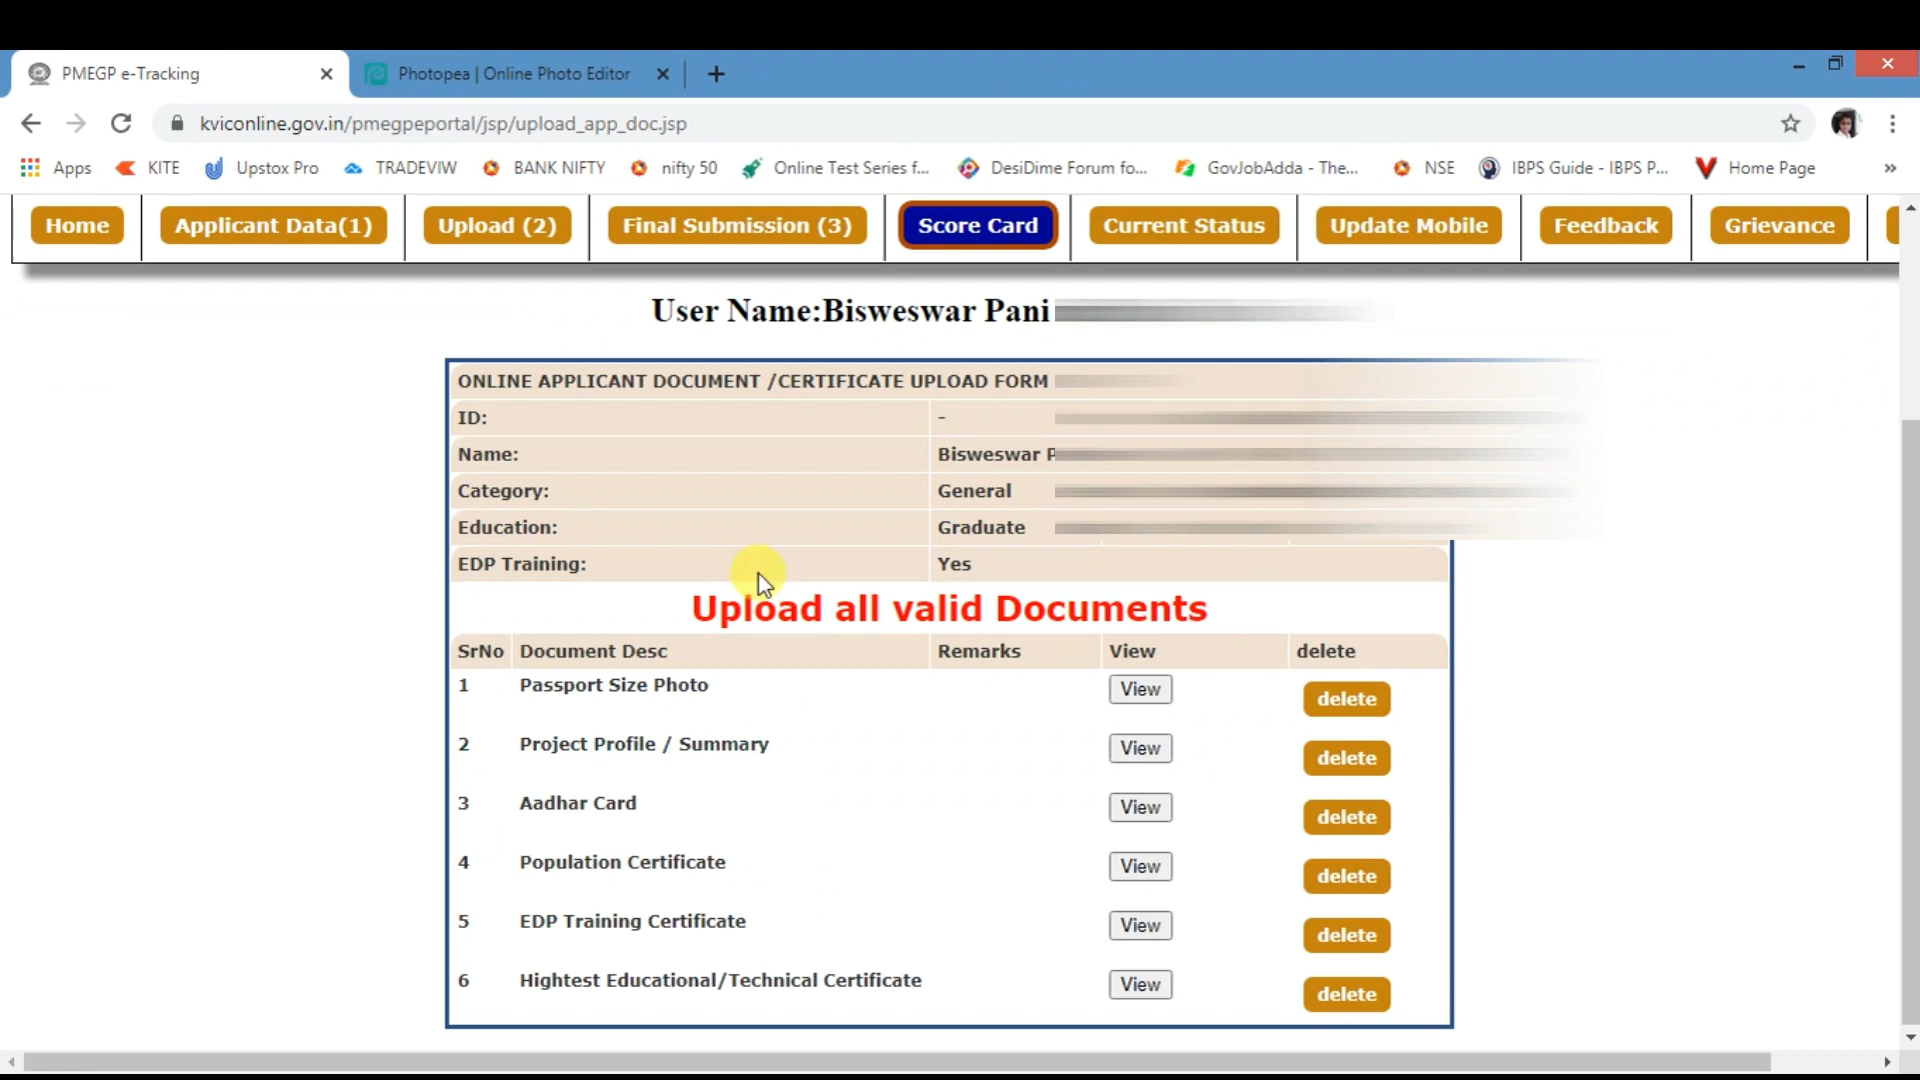 PMEGP e-Tracking
Photopea | Online Photo Editor
kviconline.gov.in/pmegpeportal/jsp/upload_app_doc.jsp
Apps KITE Upstox Pro TRADEVIW BANK NIFTY nifty 50 Online Test Series f... DesiDime Forum fo... GovJobAdda - The... NSE IBPS Guide - IBPS P... Home Page »
Home Applicant Data(1) Upload (2) Final Submission (3) Score Card Current Status Update Mobile Feedback Grievance
User Name:Bisweswar Pani
ONLINE APPLICANT DOCUMENT /CERTIFICATE UPLOAD FORM
ID: -
Name: Bisweswar
Category: General
Education: Graduate
EDP Training: Yes
Upload all valid Documents
SrNo Document Desc Remarks View delete
1 Passport Size Photo View delete
2 Project Profile / Summary View delete
3 Aadhar Card View delete
4 Population Certificate View delete
5 EDP Training Certificate View delete
6 Hightest Educational/Technical Certificate View delete